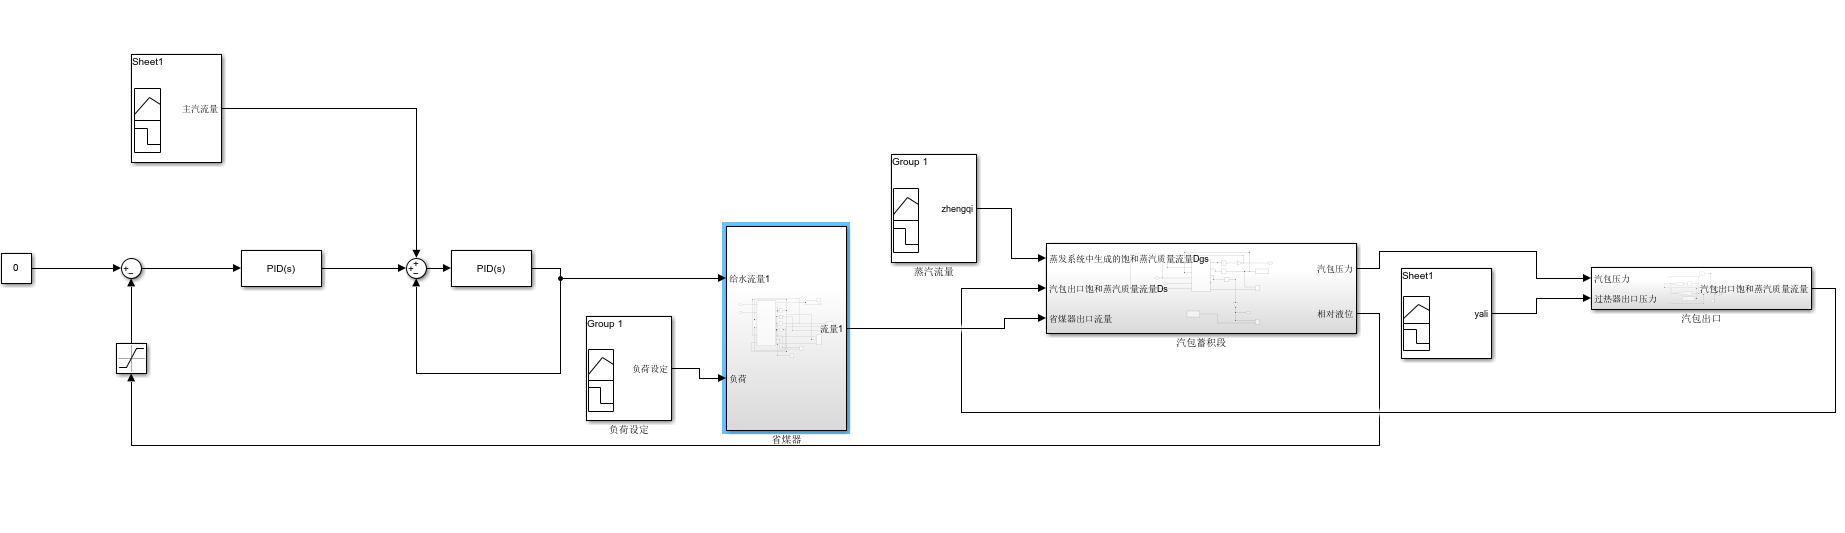 Sheet1
主汽流量
0
PID(s)
PID(s)
给水流量1
流量1
负荷
省煤器
Group 1
负荷设定
负荷设定
Group 1
zhengqi
蒸汽流量
蒸发系统中生成的饱和蒸汽质量流量Dgs
汽包出口饱和蒸汽质量流量Ds
省煤器出口流量
汽包压力
相对液位
汽包蓄积段
Sheet1
yali
汽包压力
过热器出口压力
汽包出口饱和蒸汽质量流量
汽包出口